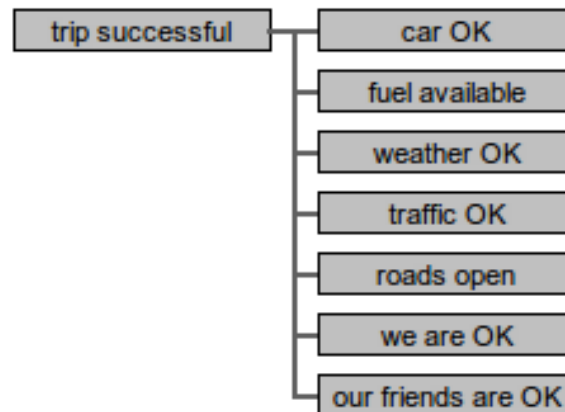 trip successful
car OK
fuel available
weather OK
traffic OK
roads open
we are OK
our friends are OK